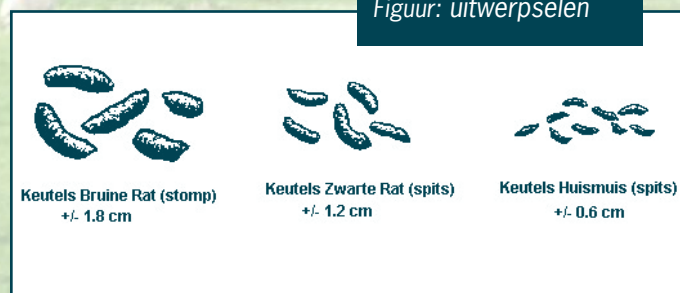 Figuur: uitwerpselen
Keutels Bruine Rat (stomp)
+/- 1.8 cm
Keutels Zwarte Rat (spits)
+/- 1.2 cm
Keutels Huismuis (spits)
+/- 0.6 cm